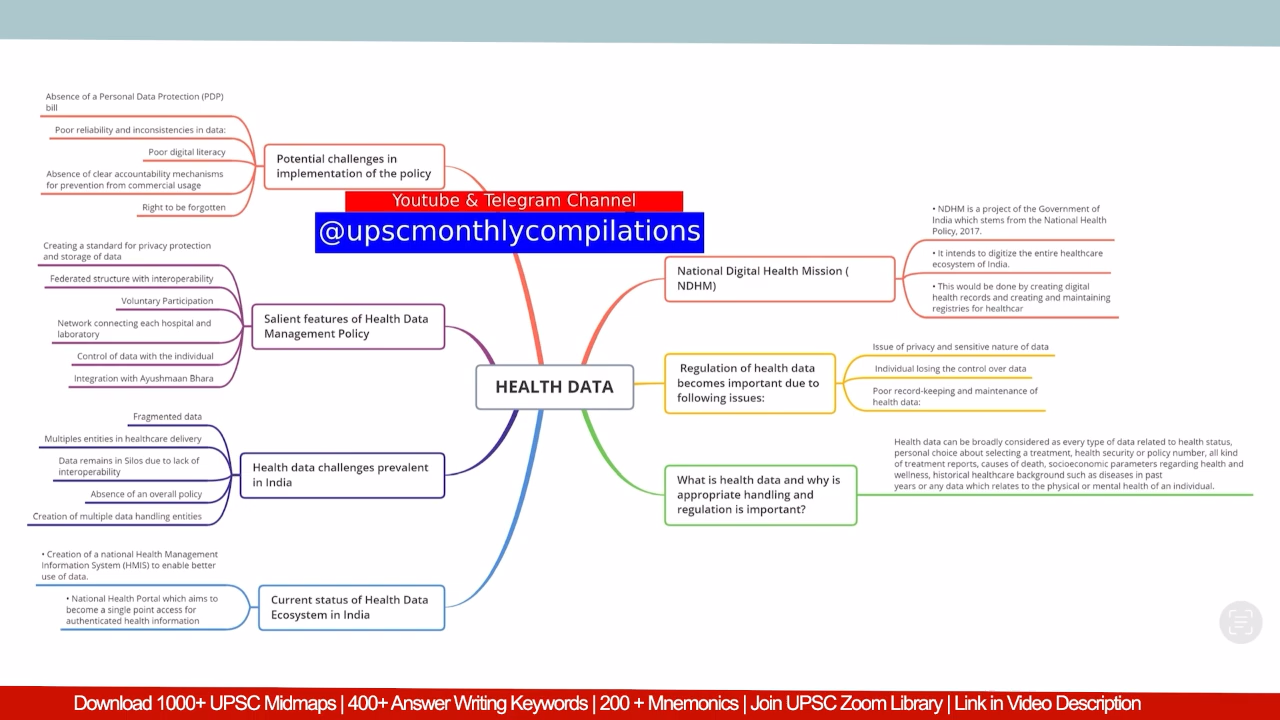 Absence of a Personal Data Protection (PDP)
bill
Poor reliability and inconsistencies in data:
Poor digital literacy
Absence of clear accountability mechanisms
for prevention from commercial usage
Right to be forgotten
Potential challenges in
implementation of the policy
Youtube & Telegram Channel
@upscmonthlycompilations
Creating a standard for privacy protection
and storage of data
Federated structure with interoperability
Voluntary Participation
Network connecting each hospital and
laboratory
Control of data with the individual
Integration with Ayushmaan Bhara
Salient features of Health Data
Management Policy
Fragmented data
Multiples entities in healthcare delivery
Data remains in Silos due to lack of
interoperability
Absence of an overall policy
Creation of multiple data handling entities
Health data challenges prevalent
in India
• Creation of a national Health Management
Information System (HMIS) to enable better
use of data.
• National Health Portal which aims to
become a single point access for
authenticated health information
Current status of Health Data
Ecosystem in India
HEALTH DATA
National Digital Health Mission (
NDHM)
• NDHM is a project of the Government of
India which stems from the National Health
Policy, 2017.
• It intends to digitize the entire healthcare
ecosystem of India.
• This would be done by creating digital
health records and creating and maintaining
registries for healthcar
Regulation of health data
becomes important due to
following issues:
Issue of privacy and sensitive nature of data
Individual losing the control over data
Poor record-keeping and maintenance of
health data:
What is health data and why is
appropriate handling and
regulation is important?
Health data can be broadly considered as every type of data related to health status,
personal choice about selecting a treatment, health security or policy number, all kind
of treatment reports, causes of death, socioeconomic parameters regarding health and
wellness, historical healthcare background such as diseases in past
years or any data which relates to the physical or mental health of an individual.
Download 1000+ UPSC Midmaps | 400+ Answer Writing Keywords | 200 + Mnemonics | Join UPSC Zoom Library | Link in Video Description